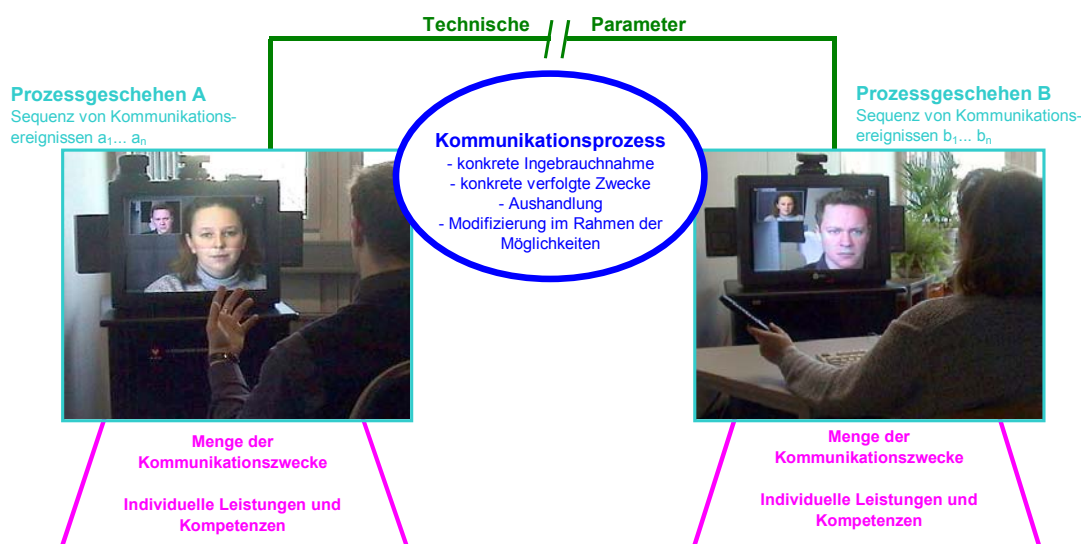 Technische Parameter
Prozessgeschehen A
Sequenz von Kommunikations-
ereignissen a₁... aₙ
Prozessgeschehen B
Sequenz von Kommunikations-
ereignissen b₁... bₙ
Kommunikationsprozess
- konkrete Ingebrauchnahme
- konkrete verfolgte Zwecke
- Aushandlung
- Modifizierung im Rahmen der
Möglichkeiten
Menge der
Kommunikationszwecke
Individuelle Leistungen und
Kompetenzen
Menge der
Kommunikationszwecke
Individuelle Leistungen und
Kompetenzen